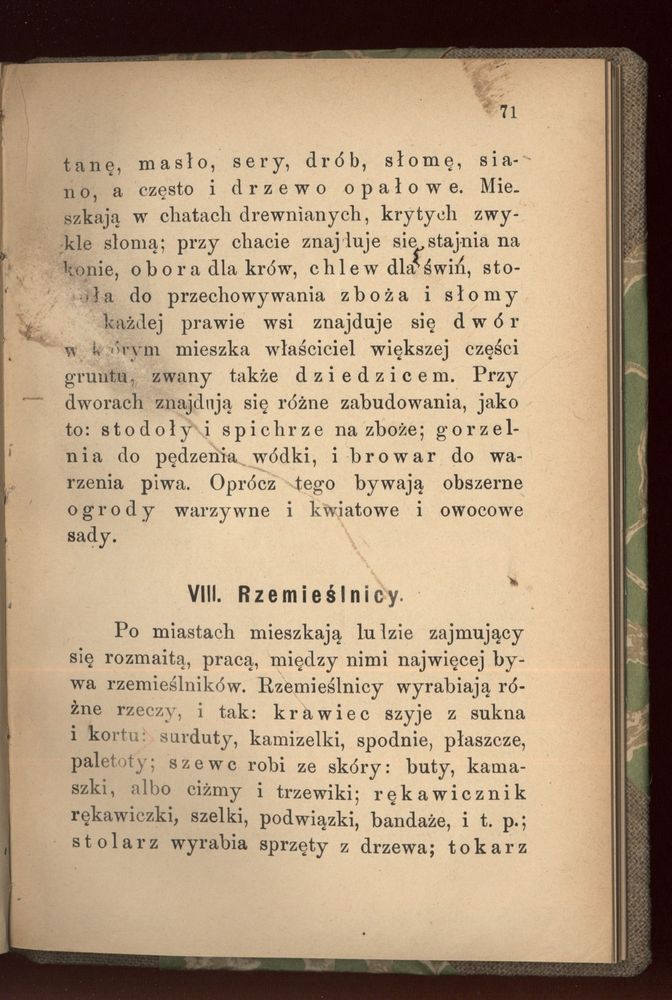 71
tanę, masło, sery, drób, słomę, sia-
no, a często i drzewo opałowe. Mie-
szkają w chatach drewnianych, krytych zwy-
kle słomą; przy chacie znajduje się stajnia na
konie, obora dla krów, chlew dla świń, sto-
do przechowywania zboża i słomy
każdej prawie wsi znajduje się dwór
w którym mieszka właściciel większej części
gruntu, zwany także dziedzicem. Przy
dworach znajdują się różne zabudowania, jako
to: stodoły i spichrze na zboże; gorzel-
nia do pędzenia wódki, i browar do wa-
rzenia piwa. Oprócz tego bywają obszerne
ogrody warzywne i kwiatowe i owocowe
sady.
VIII. Rzemieślnicy.
Po miastach mieszkają ludzie zajmujący
się rozmaitą, pracą, między nimi najwięcej by-
wa rzemieślników. Rzemieślnicy wyrabiają ró-
żne rzeczy, i tak: krawiec szyje z sukna
i kortu: surduty, kamizelki, spodnie, płaszcze,
paletoty; szewc robi ze skóry: buty, kama-
szki, albo ciżmy i trzewiki; rękawicznik
rękawiczki, szelki, podwiązki, bandaże, i t. p.;
stolarz wyrabia sprzęty z drzewa; tokarz